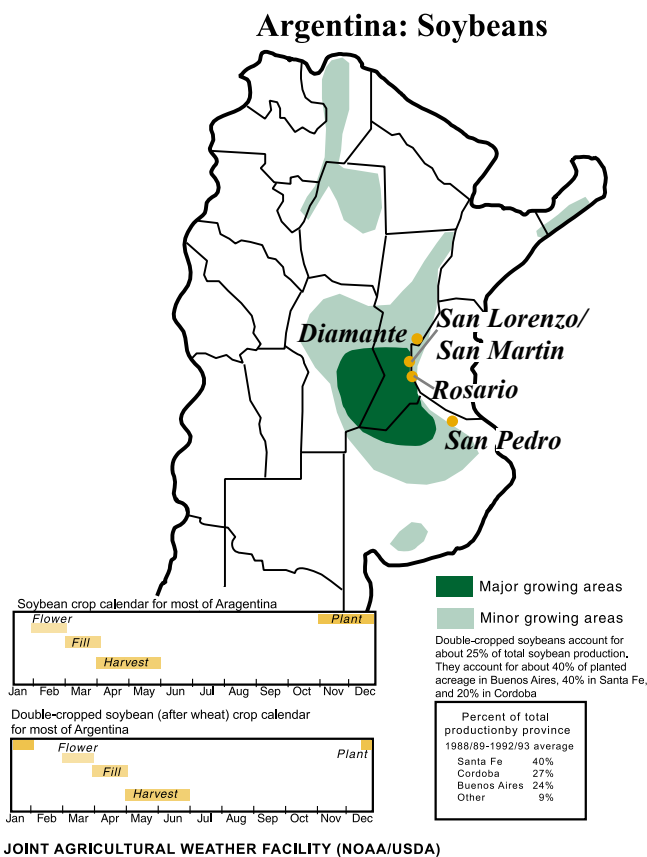 Argentina: Soybeans
Diamante
San Lorenzo/
San Martin
Rosario
San Pedro
Major growing areas
Minor growing areas
Double-cropped soybeans account for
about 25% of total soybean production.
They account for about 40% of planted
acreage in Buenos Aires, 40% in Santa Fe,
and 20% in Cordoba
Percent of total
productionby province
1988/89-1992/93 average
Santa Fe 40%
Cordoba 27%
Buenos Aires 24%
Other 9%
Soybean crop calendar for most of Aragentina
Flower
Plant
Fill
Harvest
Jan Feb Mar Apr May Jun Jul Aug Sep Oct Nov Dec
Double-cropped soybean (after wheat) crop calendar
for most of Argentina
Flower
Plant
Fill
Harvest
Jan Feb Mar Apr May Jun Jul Aug Sep Oct Nov Dec
JOINT AGRICULTURAL WEATHER FACILITY (NOAA/USDA)